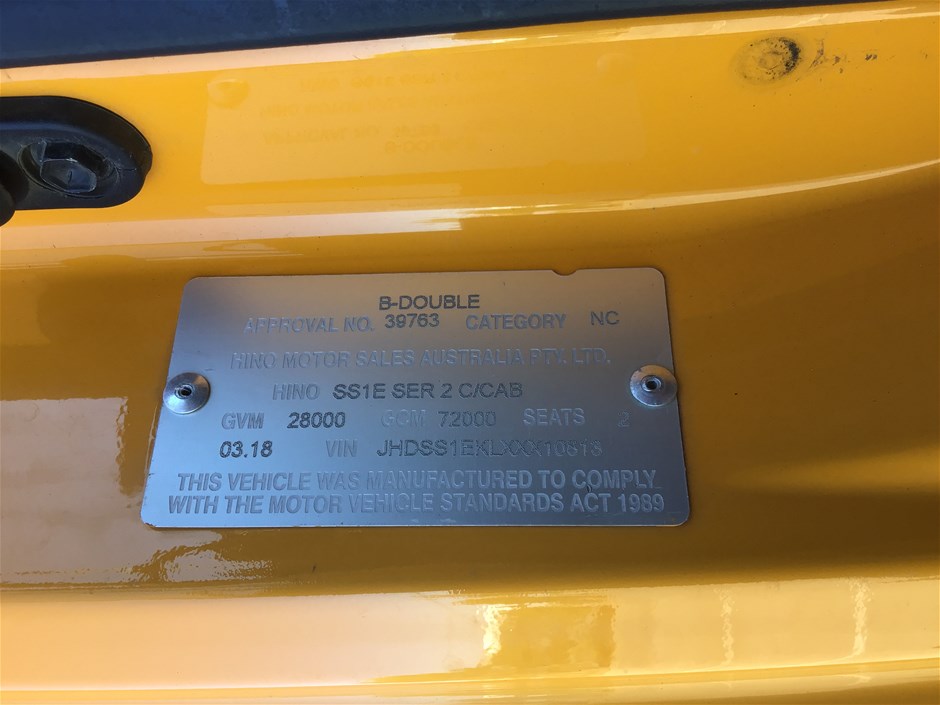 B-DOUBLE
APPROVAL NO. 39763 CATEGORY NC
HINO MOTOR SALES AUSTRALIA PTY. LTD.
HINO SS1E SER 2 C/CAB
GVM 28000 GCM 72000 SEATS 2
03.18 VIN JHDSS1EKLXXX10813
THIS VEHICLE WAS MANUFACTURED TO COMPLY
WITH THE MOTOR VEHICLE STANDARDS ACT 1989